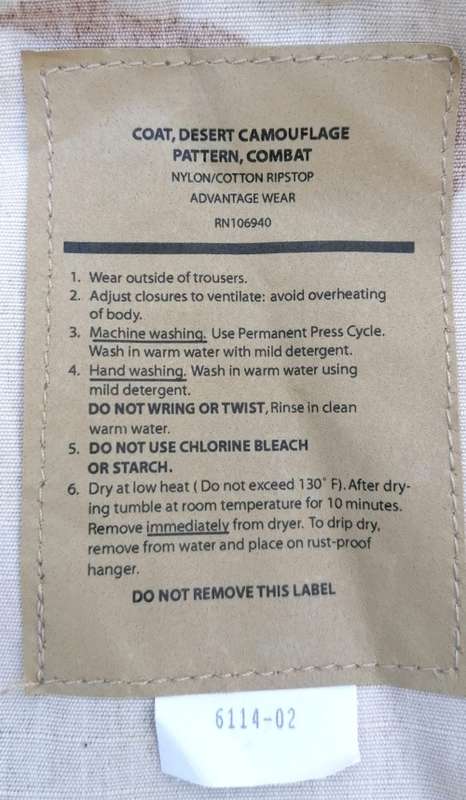 COAT, DESERT CAMOUFLAGE
PATTERN, COMBAT
NYLON/COTTON RIPSTOP
ADVANTAGE WEAR
RN106940
1. Wear outside of trousers.
2. Adjust closures to ventilate: avoid overheating
of body.
3. Machine washing. Use Permanent Press Cycle.
Wash in warm water with mild detergent.
4. Hand washing. Wash in warm water using
mild detergent.
DO NOT WRING OR TWIST, Rinse in clean
warm water.
5. DO NOT USE CHLORINE BLEACH
OR STARCH.
6. Dry at low heat ( Do not exceed 130° F). After dry-
ing tumble at room temperature for 10 minutes.
Remove immediately from dryer. To drip dry,
remove from water and place on rust-proof
hanger.
DO NOT REMOVE THIS LABEL
6114-02